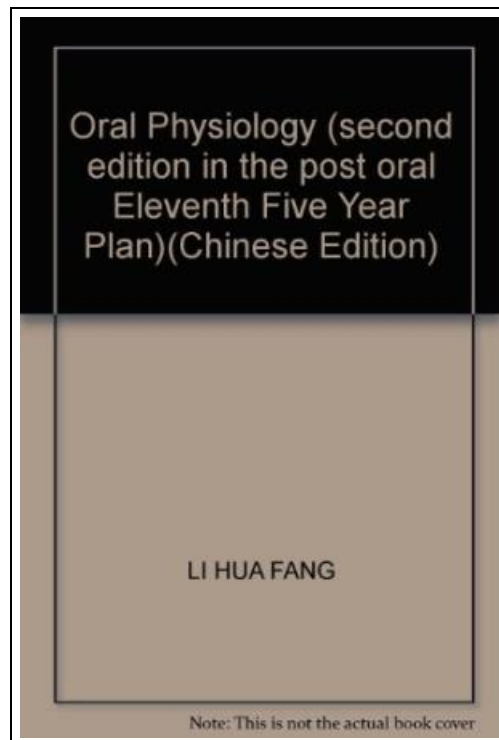 Oral Physiology (second
edition in the post oral
Eleventh Five Year
Plan)(Chinese Edition)
LI HUA FANG
Note: This is not the actual book cover